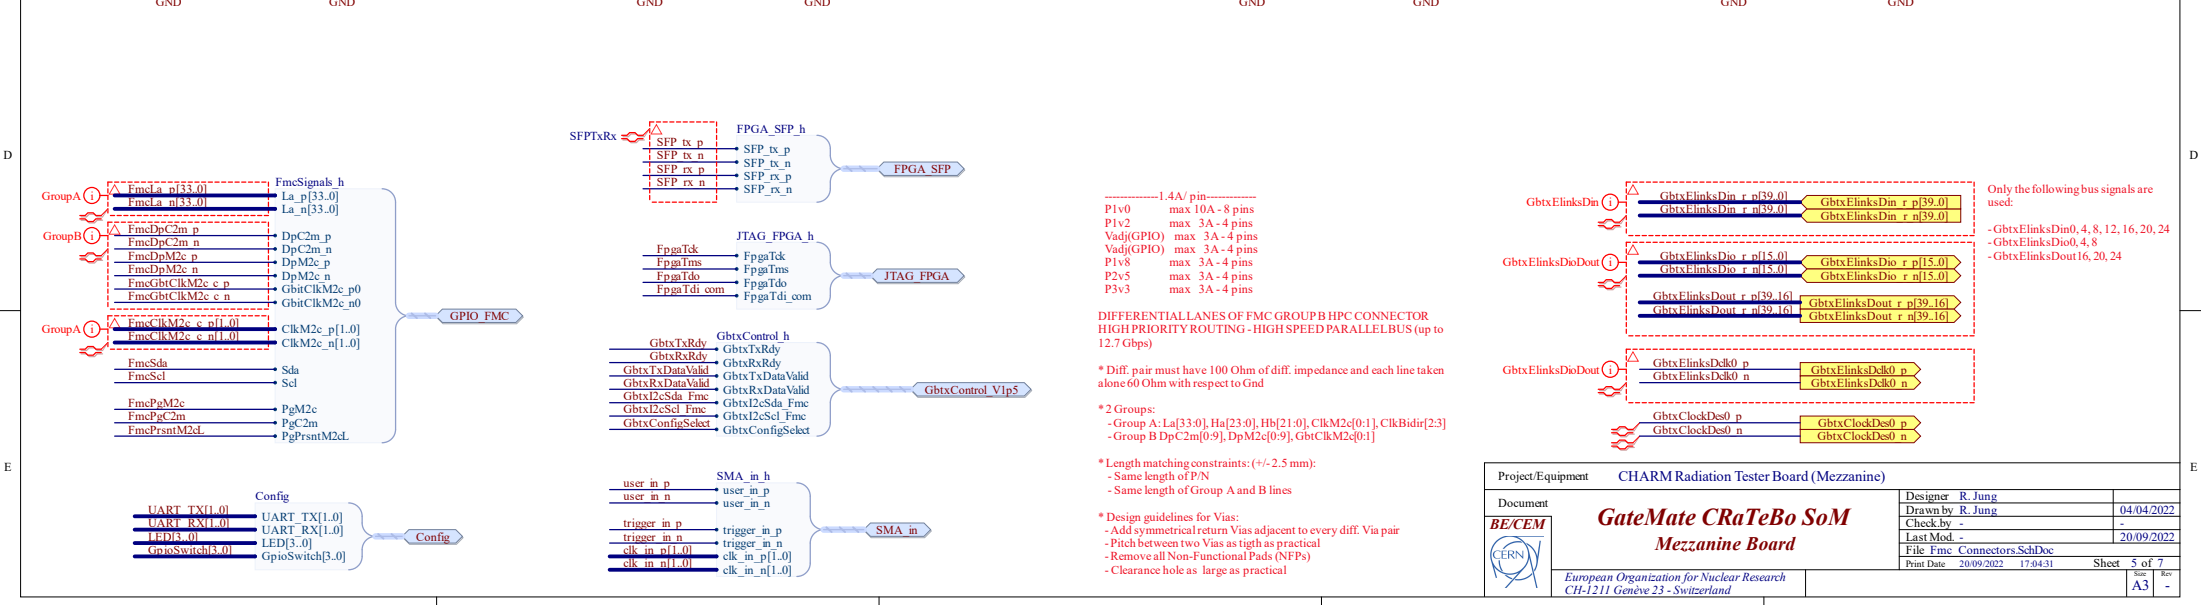 GND GND GND GND GND GND GND GND
D
D
E
E
GroupA
FmcLa_p[33..0]
FmcLa_n[33..0]
FmcSignals_h
La_p[33..0]
La_n[33..0]
GroupB
FmcDpC2m_p
FmcDpC2m_n
FmcDpM2c_p
FmcDpM2c_n
FmcGbtClkM2c_c_p
FmcGbtClkM2c_c_n
DpC2m_p
DpC2m_n
DpM2c_p
DpM2c_n
GbitClkM2c_p0
GbitClkM2c_n0
GroupA
FmcClkM2c_c_p[1..0]
FmcClkM2c_c_n[1..0]
ClkM2c_p[1..0]
ClkM2c_n[1..0]
FmcSda
FmcScl
Sda
Scl
FmcPgM2c
FmcPgC2m
FmcPrsntM2cL
PgM2c
PgC2m
PgPrsntM2cL
GPIO_FMC
Config
UART_TX[1..0]
UART_RX[1..0]
LED[3..0]
GpioSwitch[3..0]
UART_TX[1..0]
UART_RX[1..0]
LED[3..0]
GpioSwitch[3..0]
Config
SFPTxRx
SFP_tx_p
SFP_tx_n
SFP_rx_p
SFP_rx_n
FPGA_SFP_h
SFP_tx_p
SFP_tx_n
SFP_rx_p
SFP_rx_n
FPGA_SFP
JTAG_FPGA_h
FpgaTck
FpgaTms
FpgaTdo
FpgaTdi_com
FpgaTck
FpgaTms
FpgaTdo
FpgaTdi_com
JTAG_FPGA
GbtxControl_h
GbtxTxRdy
GbtxRxRdy
GbtxTxDataValid
GbtxRxDataValid
GbtxI2cSda_Fmc
GbtxI2cScl_Fmc
GbtxConfigSelect
GbtxTxRdy
GbtxRxRdy
GbtxTxDataValid
GbtxRxDataValid
GbtxI2cSda_Fmc
GbtxI2cScl_Fmc
GbtxConfigSelect
GbtxControl_V1p5
SMA_in_h
user_in_p
user_in_n
trigger_in_p
trigger_in_n
clk_in_p[1..0]
clk_in_n[1..0]
user_in_p
user_in_n
trigger_in_p
trigger_in_n
clk_in_p[1..0]
clk_in_n[1..0]
SMA_in
--------------1.4A/ pin-------------
P1v0 max 10A - 8 pins
P1v2 max 3A - 4 pins
Vadj(GPIO) max 3A - 4 pins
Vadj(GPIO) max 3A - 4 pins
P1v8 max 3A - 4 pins
P2v5 max 3A - 4 pins
P3v3 max 3A - 4 pins
DIFFERENTIAL LANES OF FMC GROUP B HPC CONNECTOR
HIGH PRIORITY ROUTING - HIGH SPEED PARALLEL BUS (up to
12.7 Gbps)
* Diff. pair must have 100 Ohm of diff. impedance and each line taken
alone 60 Ohm with respect to Gnd
* 2 Groups:
- Group A: La[33:0], Ha[23:0], Hb[21:0], ClkM2c[0:1], ClkBidir[2:3]
- Group B DpC2m[0:9], DpM2c[0:9], GbtClkM2c[0:1]
* Length matching constraints: (+/- 2.5 mm):
- Same length of P/N
- Same length of Group A and B lines
* Design guidelines for Vias:
- Add symmetrical return Vias adjacent to every diff. Via pair
- Pitch between two Vias as tigth as practical
- Remove all Non-Functional Pads (NFPs)
- Clearance hole as large as practical
GbtxElinksDin
GbtxElinksDin_r_p[39..0]
GbtxElinksDin_r_n[39..0]
GbtxElinksDin_r_p[39..0]
GbtxElinksDin_r_n[39..0]
GbtxElinksDioDout
GbtxElinksDio_r_p[15..0]
GbtxElinksDio_r_n[15..0]
GbtxElinksDio_r_p[15..0]
GbtxElinksDio_r_n[15..0]
GbtxElinksDout_r_p[39..16]
GbtxElinksDout_r_n[39..16]
GbtxElinksDout_r_p[39..16]
GbtxElinksDout_r_n[39..16]
GbtxElinksDioDout
GbtxElinksDclk0_p
GbtxElinksDclk0_n
GbtxElinksDclk0_p
GbtxElinksDclk0_n
GbtxClockDes0_p
GbtxClockDes0_n
GbtxClockDes0_p
GbtxClockDes0_n
Only the following bus signals are
used:
- GbtxElinksDin0, 4, 8, 12, 16, 20, 24
- GbtxElinksDio0, 4, 8
- GbtxElinksDout16, 20, 24
Project/Equipment CHARM Radiation Tester Board (Mezzanine)
Document
BE/CEM
CERN
GateMate CRaTeBo SoM
Mezzanine Board
Designer R. Jung
Drawn by R. Jung 04/04/2022
Check.by - -
Last Mod. - 20/09/2022
File Fmc_Connectors.SchDoc
Print Date 20/09/2022 17:04:31 Sheet 5 of 7
European Organization for Nuclear Research
CH-1211 Genève 23 - Switzerland
Size Rev
A3 -